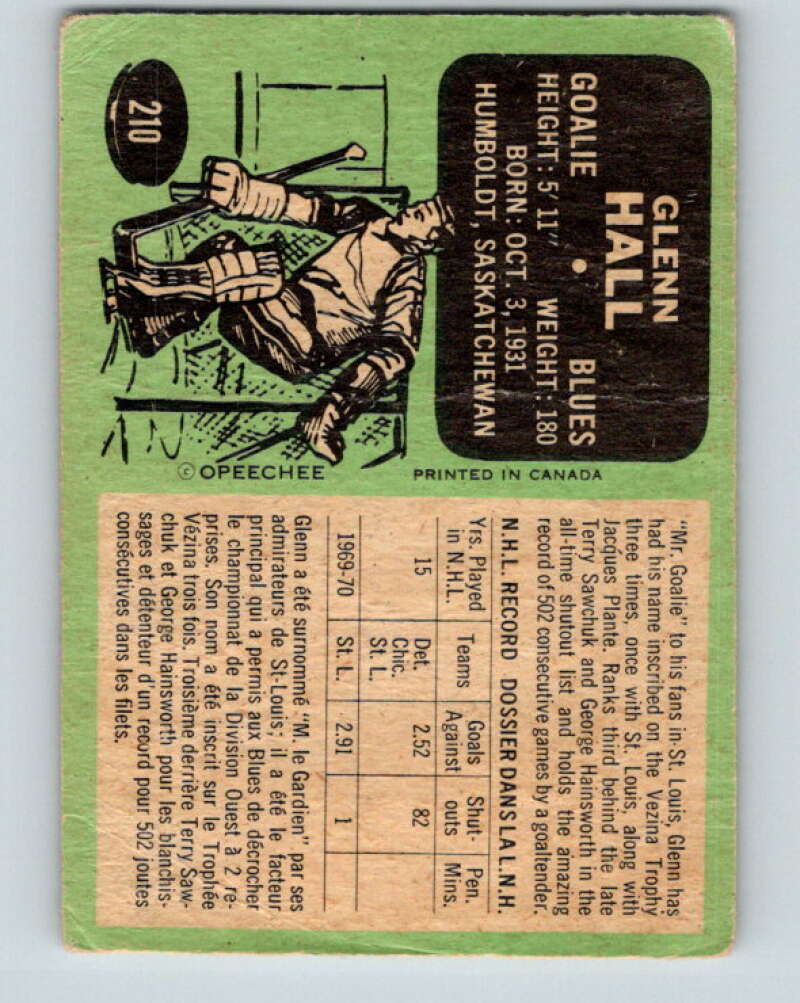 GLENN
HALL
GOALIE • BLUES
HEIGHT: 5' 11" WEIGHT: 180
BORN: OCT. 3, 1931
HUMBOLDT, SASKATCHEWAN
210
© OPEECHEE
PRINTED IN CANADA
"Mr. Goalie" to his fans in St. Louis, Glenn has
had his name inscribed on the Vezina Trophy
three times, once with St. Louis, along with
Jacques Plante. Ranks third behind the late
Terry Sawchuk and George Hainsworth in the
all-time shutout list and holds the amazing
record of 502 consecutive games by a goaltender.
N.H.L. RECORD DOSSIER DANS LA L.N.H.
Yrs. Played Teams Goals Shut- Pen.
in N.H.L. Against outs Mins.
15 Det. 2.52 82
Chic.
St. L.
1969-70 St. L. 2.91 1
Glenn a été surnommé "M. le Gardien" par ses
admirateurs de St-Louis; il a été le facteur
principal qui a permis aux Blues de décrocher
le championnat de la Division Ouest à 2 re-
prises. Son nom a été inscrit sur le Trophée
Vézina trois fois. Troisième derrière Terry Saw-
chuk et George Hainsworth pour les blanchis-
sages et détenteur d'un record pour 502 joutes
consécutives dans les filets.